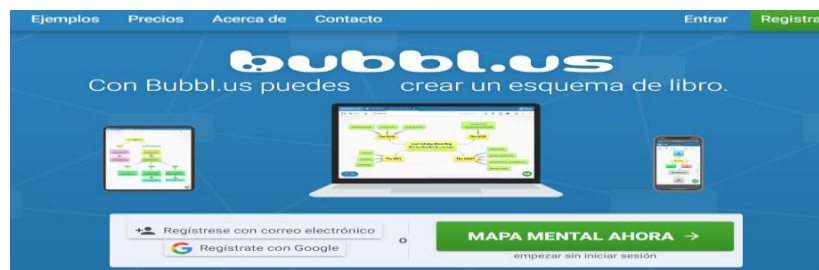 Ejemplos Precios Acerca de Contacto Entrar Registra
bubbl.us
Con Bubbl.us puedes crear un esquema de libro.
Regístrese con correo electrónico
o
MAPA MENTAL AHORA →
Regístrate con Google
empezar sin iniciar sesión